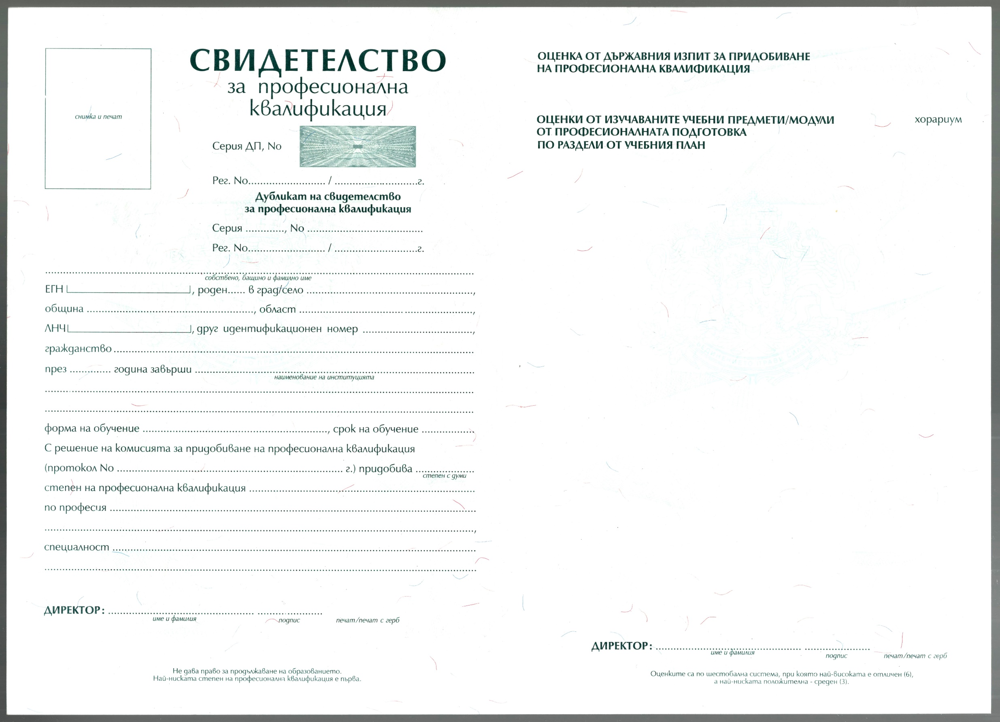 снимка и печат
СВИДЕТЕЛСТВО
за професионална
квалификация
Серия ДП, No
Рег. No.......................... / ............................г.
Дубликат на свидетелство
за професионална квалификация
Серия ............., No .......................................
Рег. No.......................... / ............................г.
собствено, бащино и фамилно име
ЕГН , роден...... в град/село ........................................................,
община ........................................................, област ...........................................................,
ЛНЧ , друг идентификационен номер .....................................,
гражданство..........................................................................................................................
през .............. година завърши ..............................................................................................
наименование на институцията
форма на обучение .............................................................., срок на обучение ..................
С решение на комисията за придобиване на професионална квалификация
(протокол No ............................................................................ г.) придобива ....................
степен с думи
степен на професионална квалификация ............................................................................
по професия ............................................................................................................................
...................................................................................................................................................,
специалност ...........................................................................................................................
ДИРЕКТОР: ................................................. ......................
име и фамилия подпис печат/печат с герб
Не дава право за продължаване на образованието.
Най-ниската степен на професионална квалификация е първа.
ОЦЕНКА ОТ ДЪРЖАВНИЯ ИЗПИТ ЗА ПРИДОБИВАНЕ
НА ПРОФЕСИОНАЛНА КВАЛИФИКАЦИЯ
ОЦЕНКИ ОТ ИЗУЧАВАНИТЕ УЧЕБНИ ПРЕДМЕТИ/МОДУЛИ хорариум
ОТ ПРОФЕСИОНАЛНАТА ПОДГОТОВКА
ПО РАЗДЕЛИ ОТ УЧЕБНИЯ ПЛАН
ДИРЕКТОР: ................................................. ......................
име и фамилия подпис печат/печат с герб
Оценките са по шестобална система, при която най-високата е отличен (6),
а най-ниската положителна - среден (3).